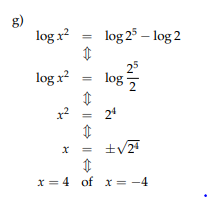 g)
log x² = log 2⁵ – log 2
⇕
log x² = log 2⁵/2
⇕
x² = 2⁴
⇕
x = ±√2⁴
⇕
x = 4 of x = −4